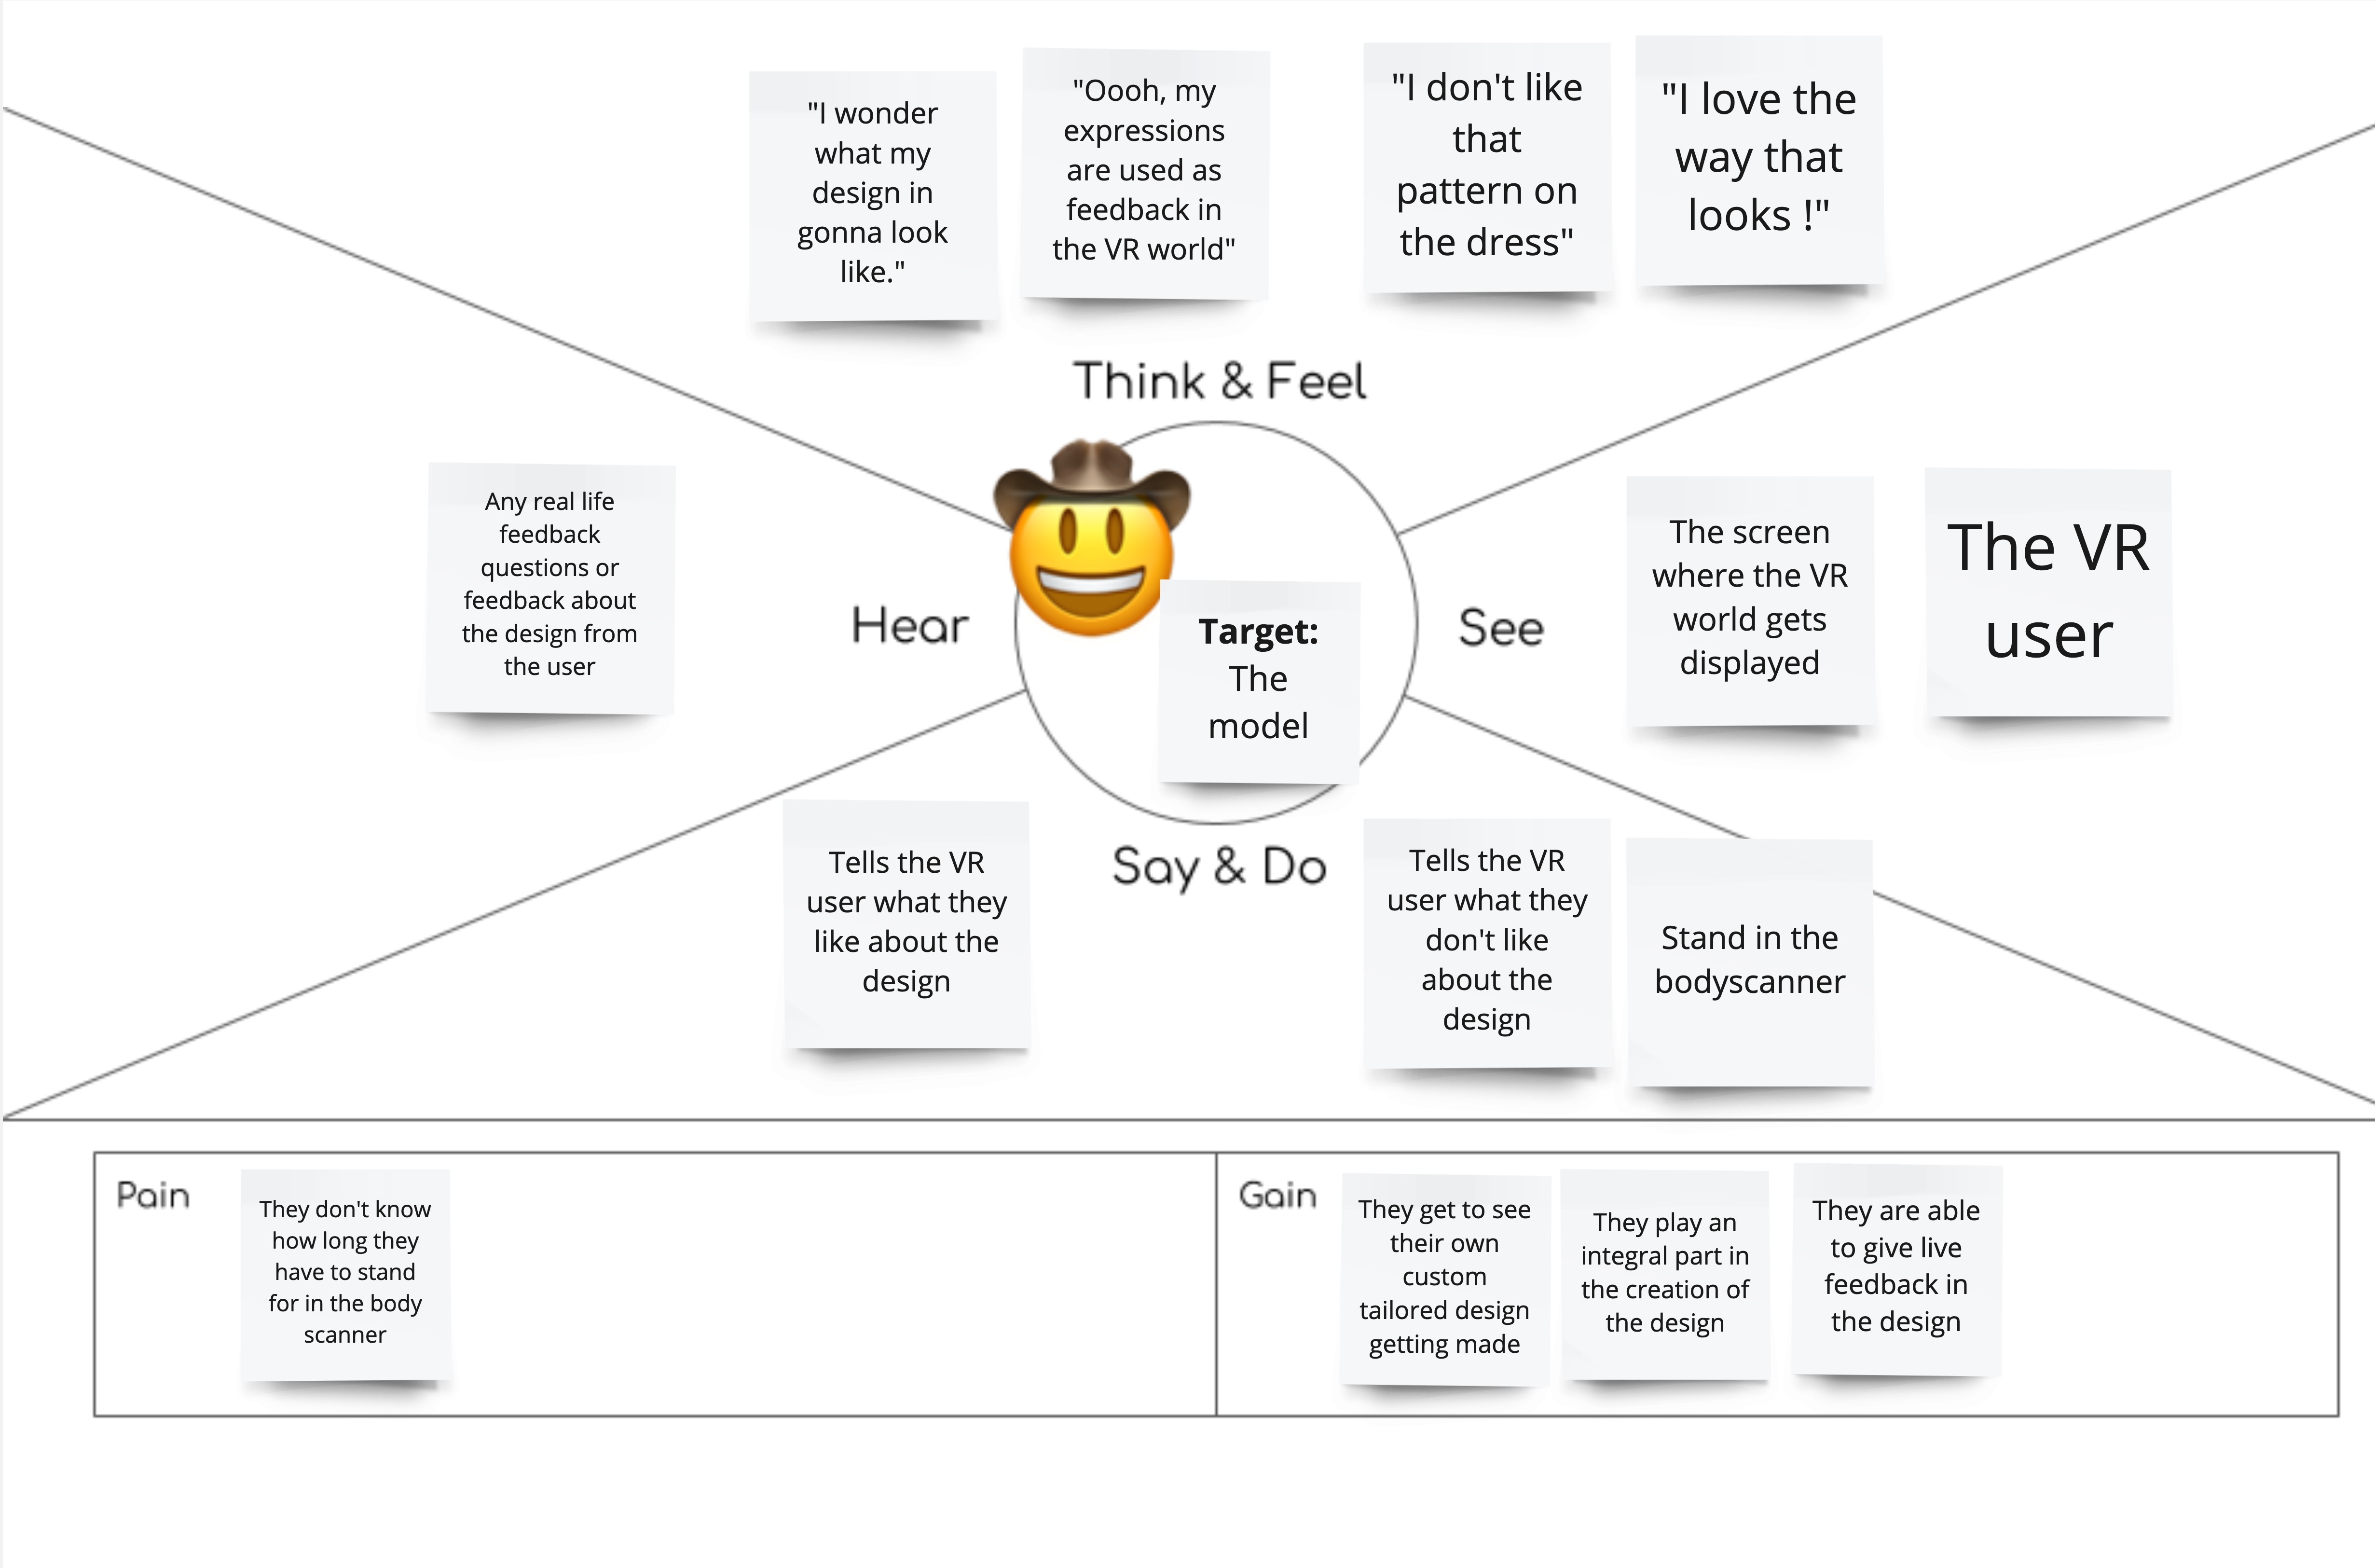 "I wonder
what my
design in
gonna look
like."
"Oooh, my
expressions
are used as
feedback in
the VR world"
"I don't like
that
pattern on
the dress"
"I love the
way that
looks !"
Think & Feel
Any real life
feedback
questions or
feedback about
the design from
the user
Hear
Target:
The
model
See
The screen
where the VR
world gets
displayed
The VR
user
Say & Do
Tells the VR
user what they
like about the
design
Tells the VR
user what they
don't like
about the
design
Stand in the
bodyscanner
Pain
They don't know
how long they
have to stand
for in the body
scanner
Gain
They get to see
their own
custom
tailored design
getting made
They play an
integral part in
the creation of
the design
They are able
to give live
feedback in
the design